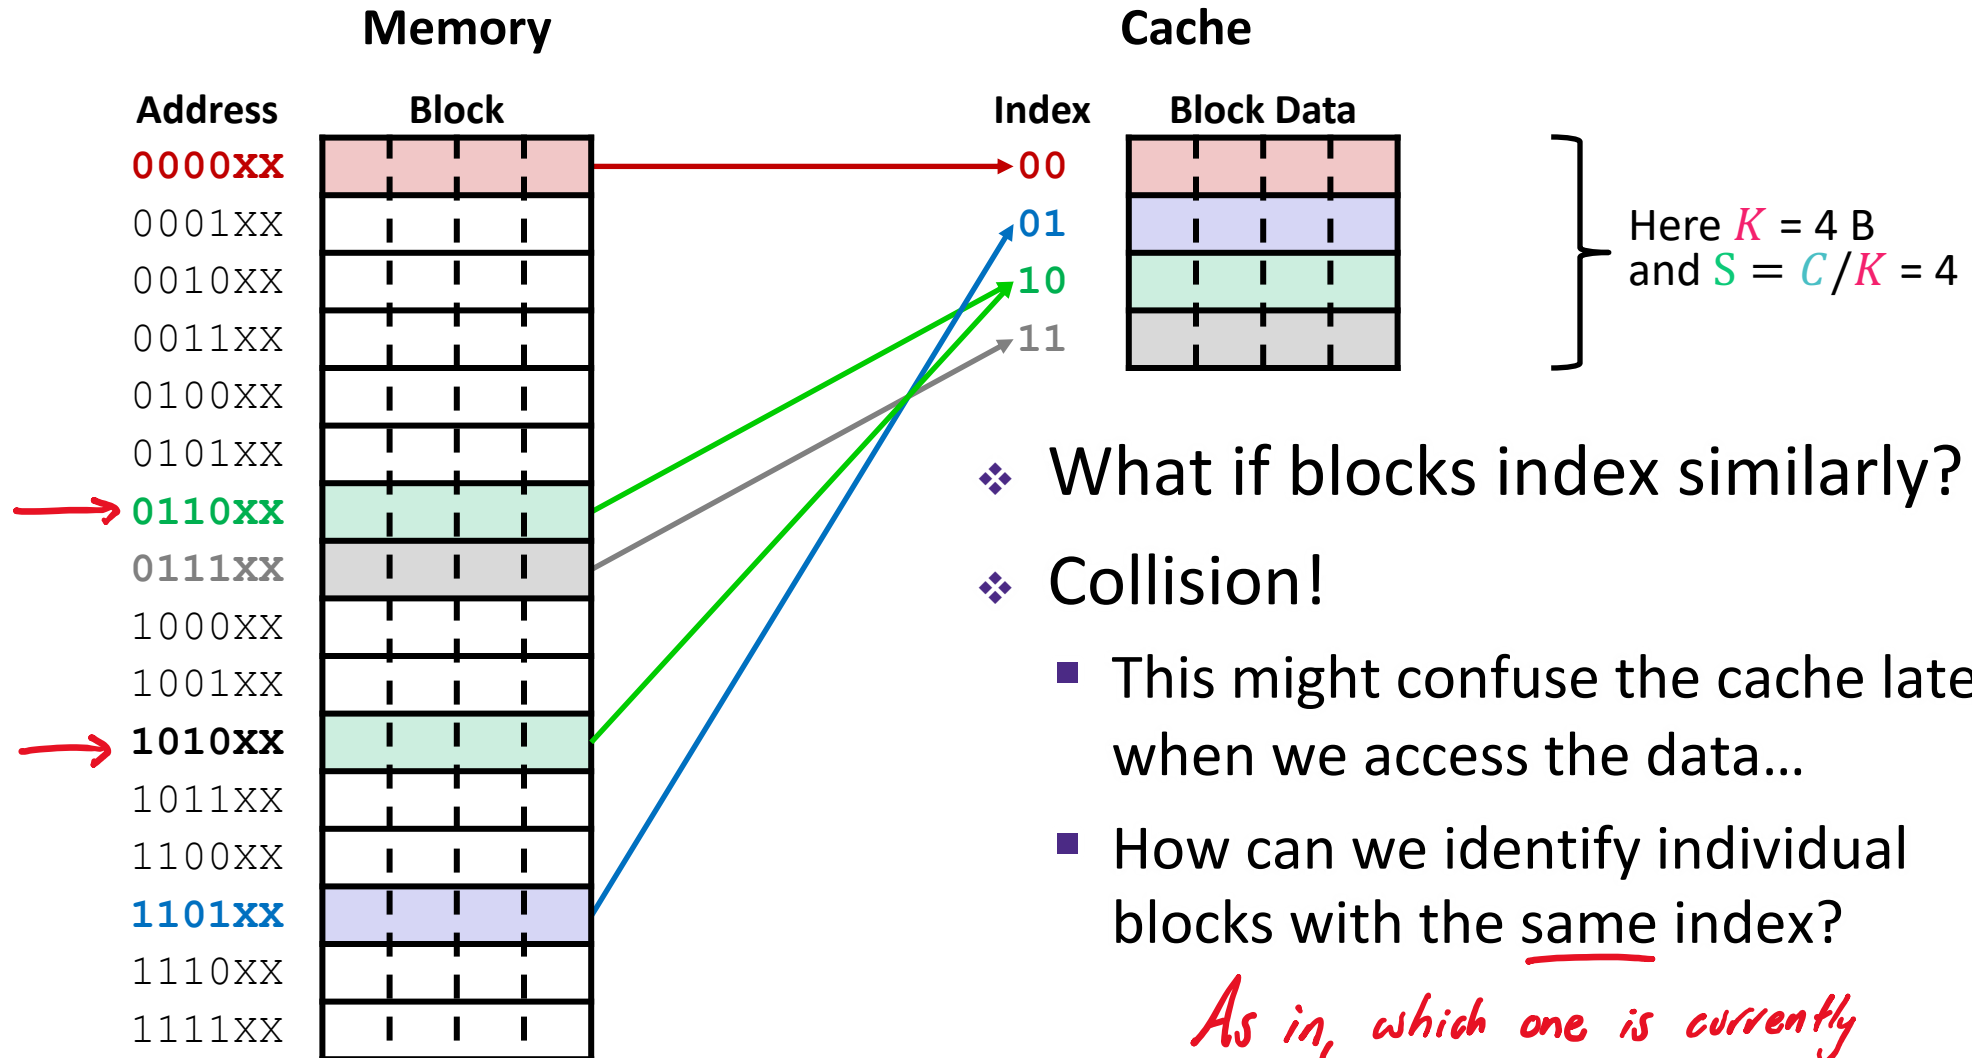 Memory
Cache
Address Block
Index Block Data
0000XX
0001XX
0010XX
0011XX
0100XX
0101XX
0110XX
0111XX
1000XX
1001XX
1010XX
1011XX
1100XX
1101XX
1110XX
1111XX
00
01
10
11
Here K = 4 B
and S = C/K = 4
❖ What if blocks index similarly?
❖ Collision!
▪ This might confuse the cache late
when we access the data…
▪ How can we identify individual
blocks with the same index?
As in, which one is currently